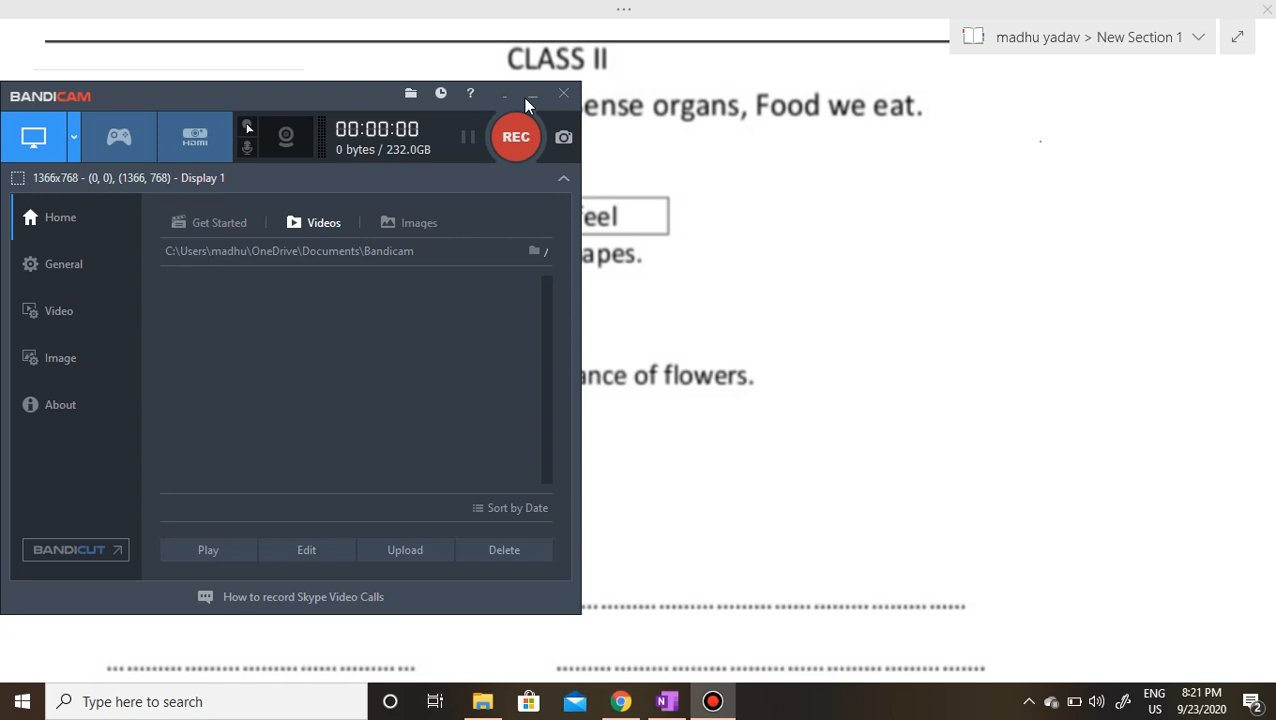 madhu yadav > New Section 1
CLASS II
ense organs, Food we eat.
eel
apes.
ance of flowers.
BANDICAM
?
HDMI
00:00:00
0 bytes / 232.0GB
REC
1366x768 - (0, 0), (1366, 768) - Display 1
Home
General
Video
Image
About
BANDICUT
Get Started
Videos
Images
C:\Users\madhu\OneDrive\Documents\Bandicam
/
Sort by Date
Play
Edit
Upload
Delete
How to record Skype Video Calls
Type here to search
ENG
US
8:21 PM
9/23/2020
2